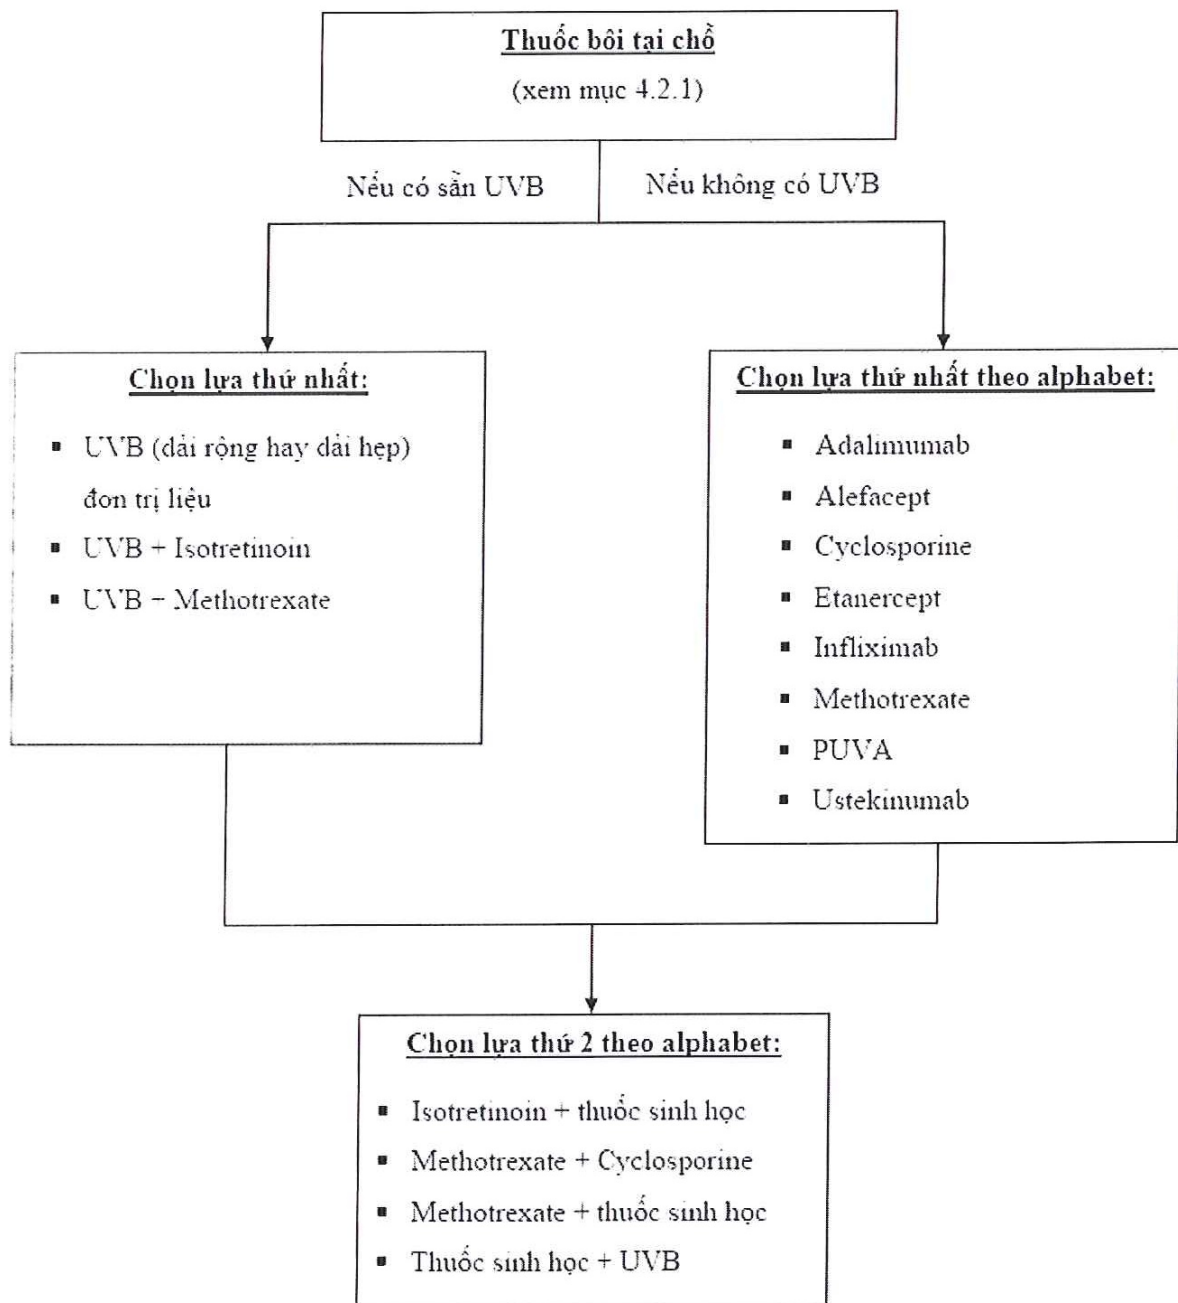 Thuốc bôi tại chỗ
(xem mục 4.2.1)
Nếu có sẵn UVB
Nếu không có UVB
Chọn lựa thứ nhất:
▪ UVB (dải rộng hay dải hẹp)
đơn trị liệu
▪ UVB + Isotretinoin
▪ UVB – Methotrexate
Chọn lựa thứ nhất theo alphabet:
▪ Adalimumab
▪ Alefacept
▪ Cyclosporine
▪ Etanercept
▪ Infliximab
▪ Methotrexate
▪ PUVA
▪ Ustekinumab
Chọn lựa thứ 2 theo alphabet:
▪ Isotretinoin + thuốc sinh học
▪ Methotrexate + Cyclosporine
▪ Methotrexate + thuốc sinh học
▪ Thuốc sinh học + UVB